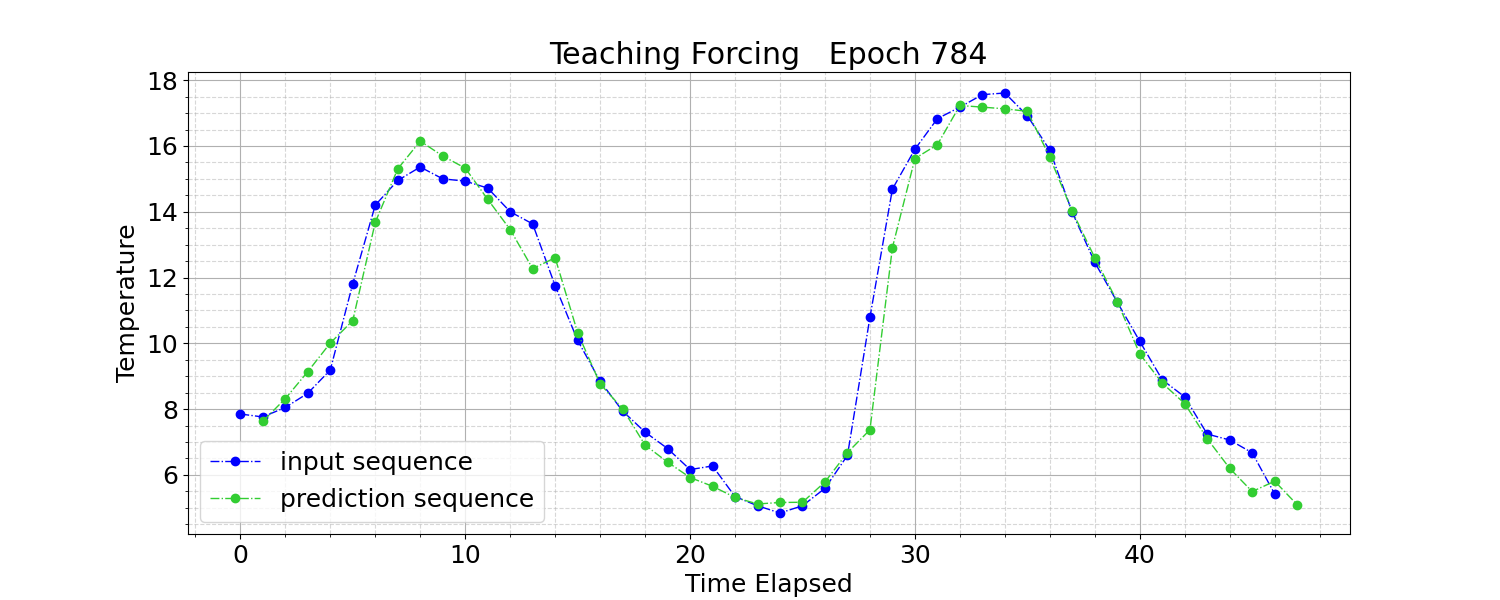 Teaching Forcing   Epoch 784
18
16
14
12
10
8
6
Temperature
input sequence
prediction sequence
0 10 20 30 40
Time Elapsed